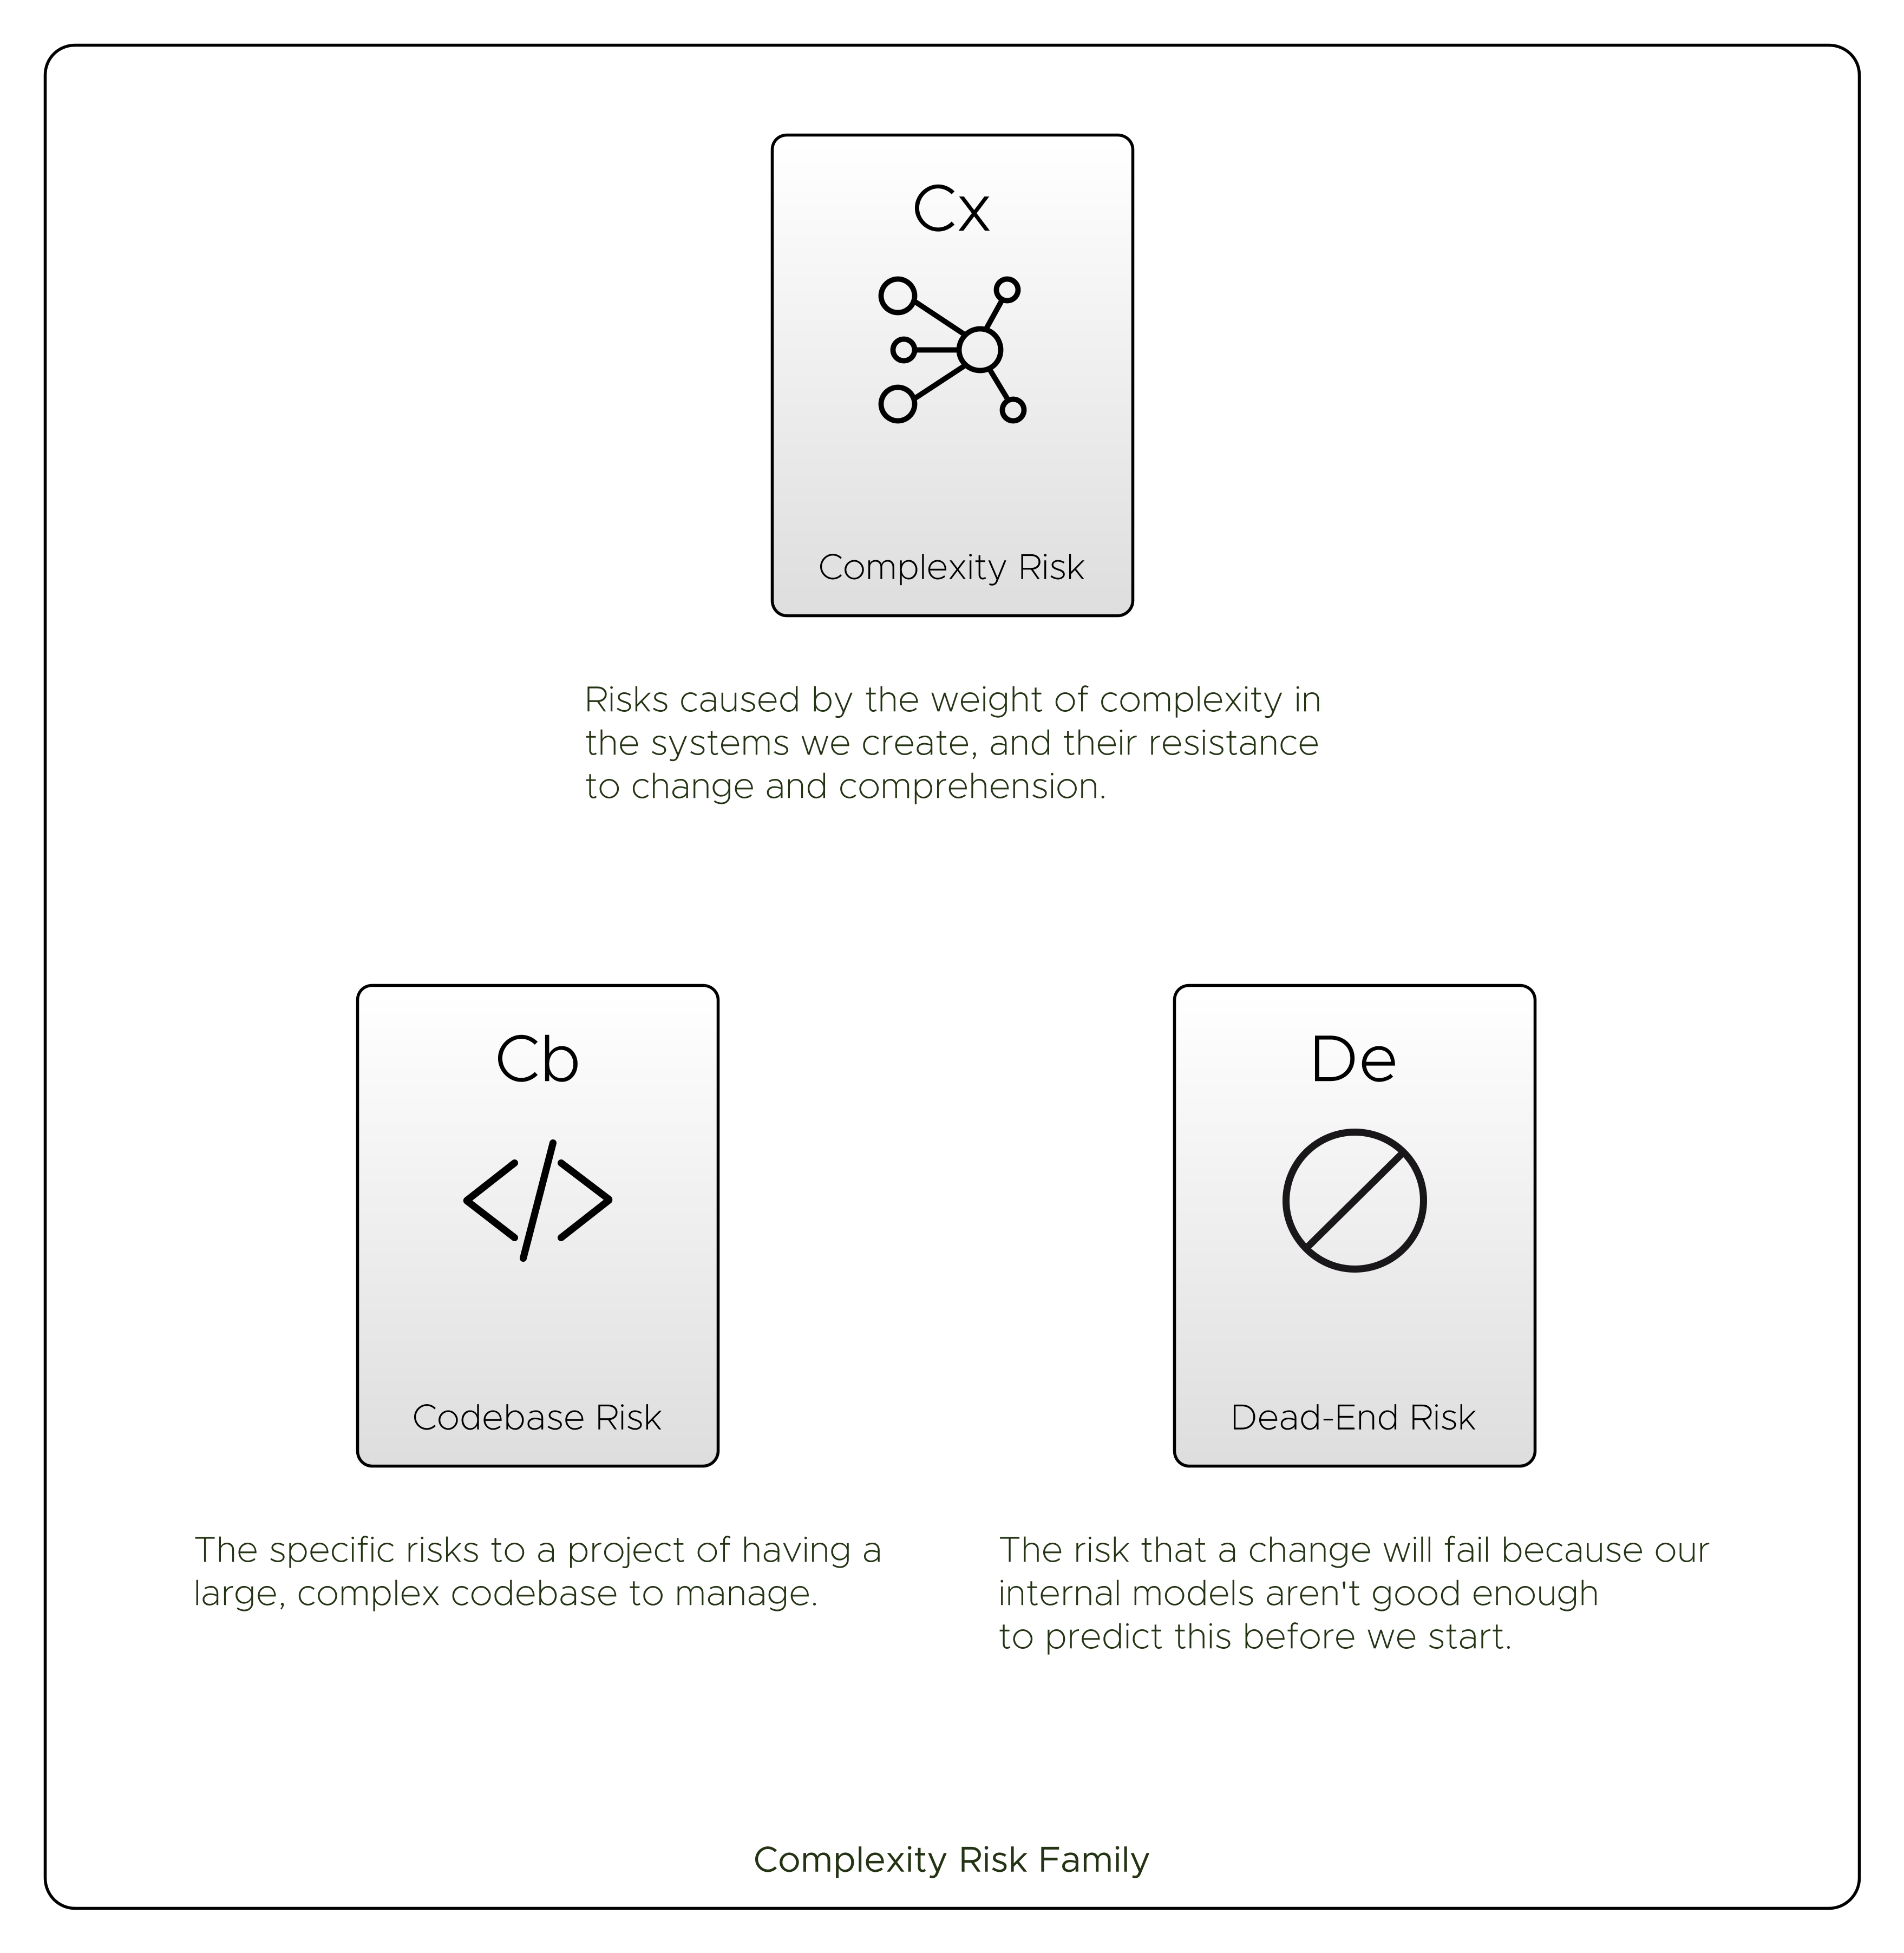 Cx
Complexity Risk
Risks caused by the weight of complexity in
the systems we create, and their resistance
to change and comprehension.
Cb
Codebase Risk
The specific risks to a project of having a
large, complex codebase to manage.
De
Dead-End Risk
The risk that a change will fail because our
internal models aren't good enough
to predict this before we start.
Complexity Risk Family